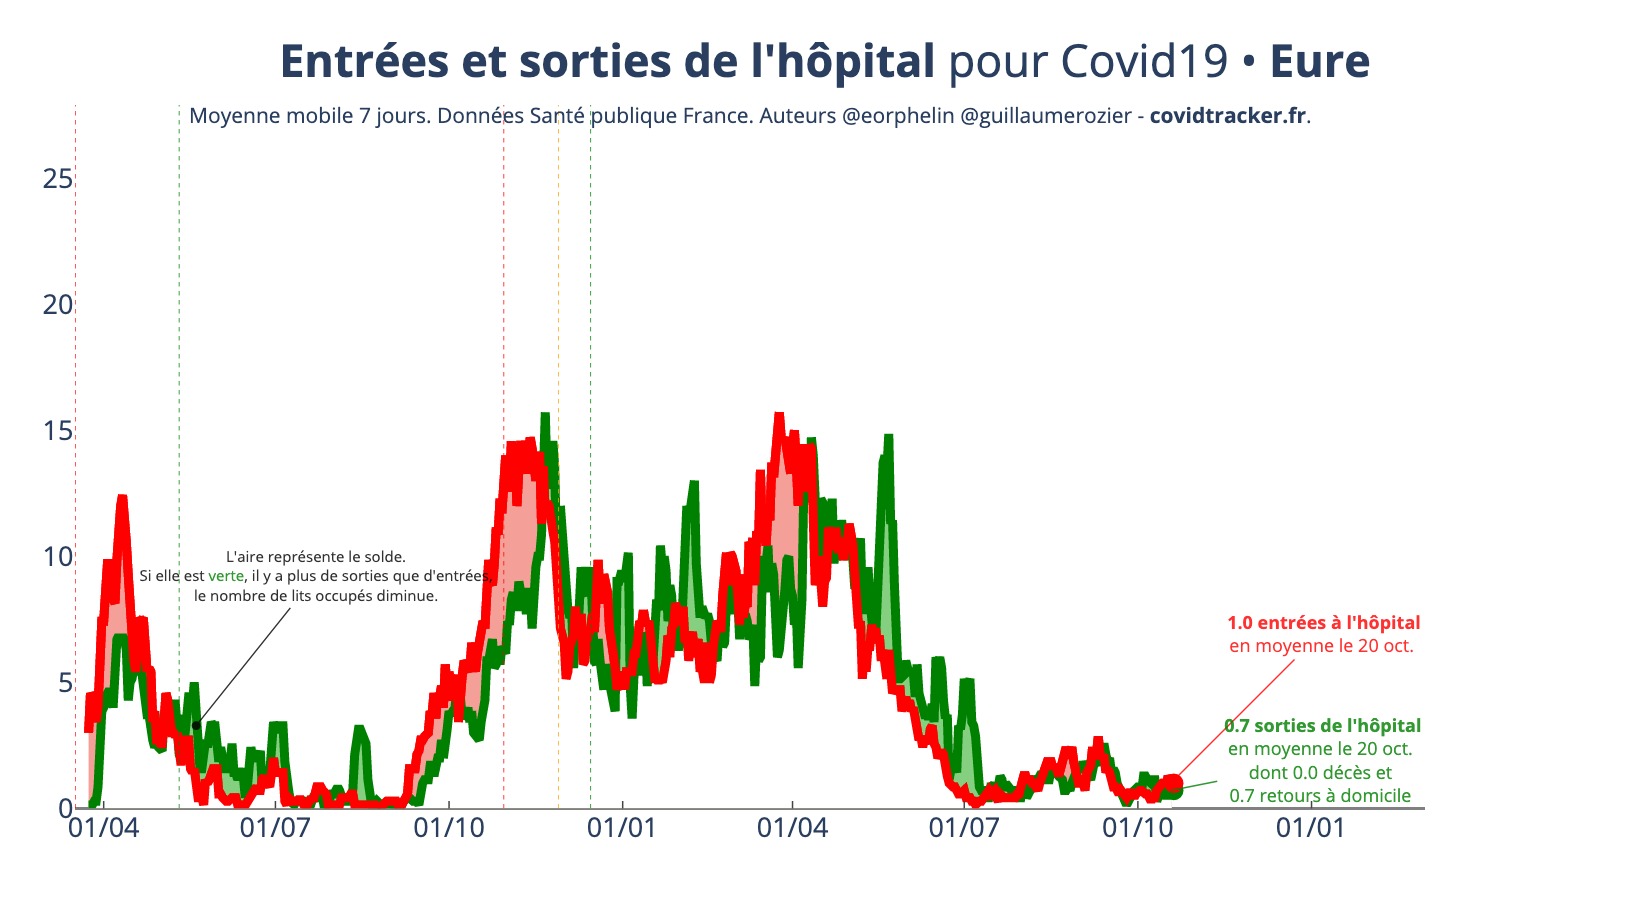 Entrées et sorties de l'hôpital pour Covid19 • Eure
Moyenne mobile 7 jours. Données Santé publique France. Auteurs @eorphelin @guillaumerozier - covidtracker.fr.
25
20
15
10
5
0
L'aire représente le solde.
Si elle est verte, il y a plus de sorties que d'entrées,
le nombre de lits occupés diminue.
1.0 entrées à l'hôpital
en moyenne le 20 oct.
0.7 sorties de l'hôpital
en moyenne le 20 oct.
dont 0.0 décès et
0.7 retours à domicile
01/04 01/07 01/10 01/01 01/04 01/07 01/10 01/01